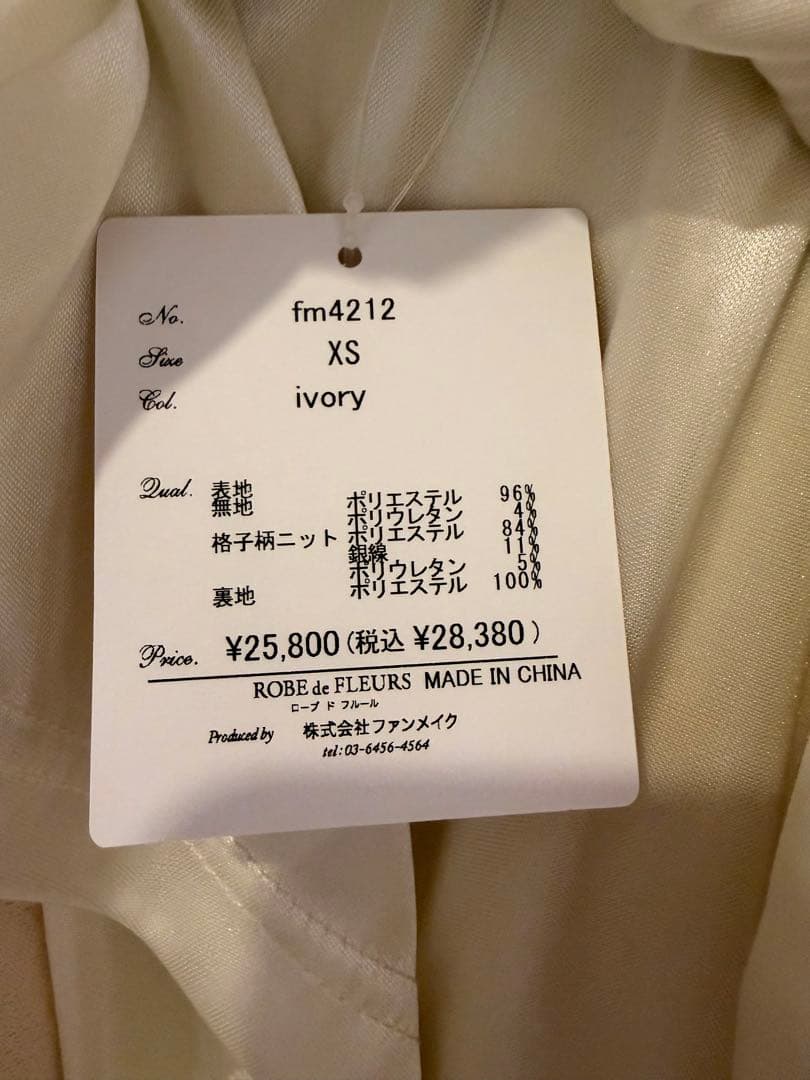 No. fm4212
Size XS
Col. ivory
Qual. 表地
無地 ポリエステル 96%
ポリウレタン 4%
格子柄ニット ポリエステル 84%
銀線 11%
ポリウレタン 5%
裏地 ポリエステル 100%
Price. ¥25,800(税込 ¥28,380)
ROBE de FLEURS MADE IN CHINA
ローブ ド フルール
Produced by 株式会社ファンメイク
tel:03-6456-4564